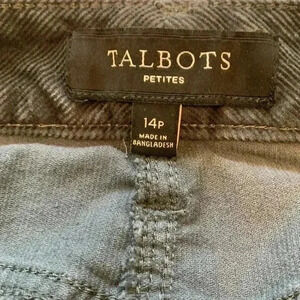 TALBOTS
PETITES
14P
MADE IN
BANGLADESH